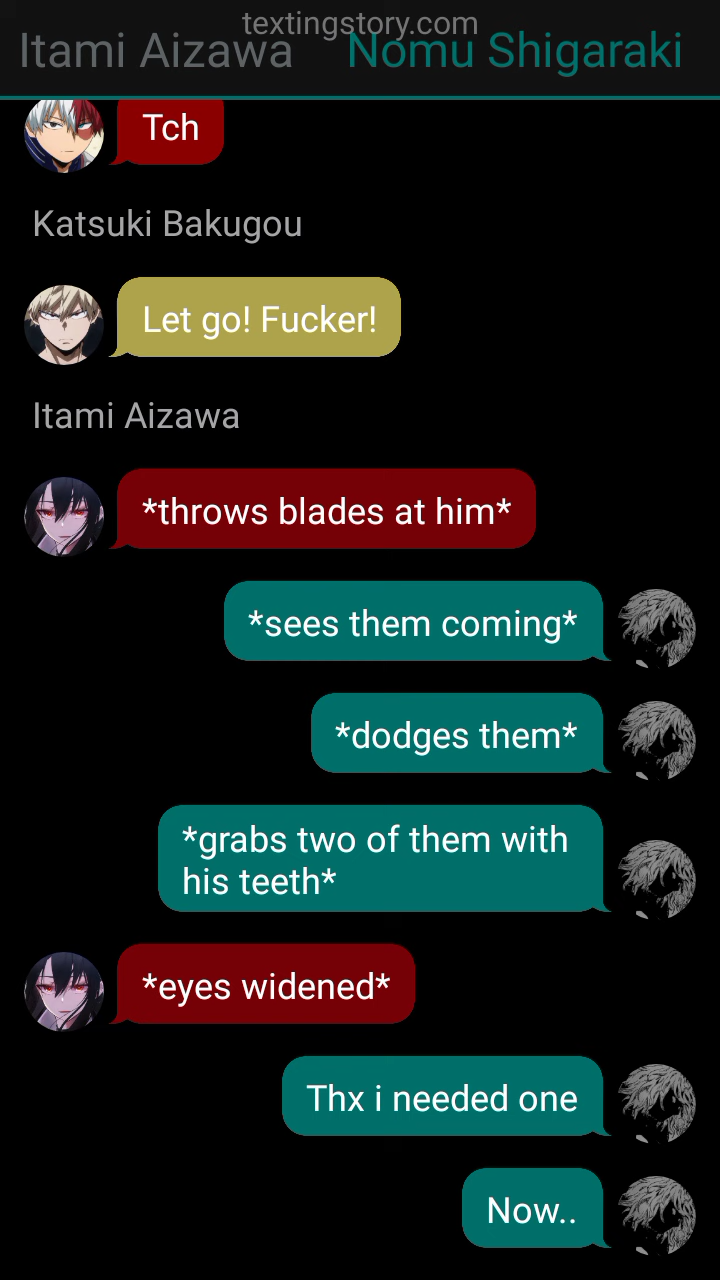 textingstory.com
Itami Aizawa Nomu Shigaraki
Tch
Katsuki Bakugou
Let go! Fucker!
Itami Aizawa
*throws blades at him*
*sees them coming*
*dodges them*
*grabs two of them with
his teeth*
*eyes widened*
Thx i needed one
Now..